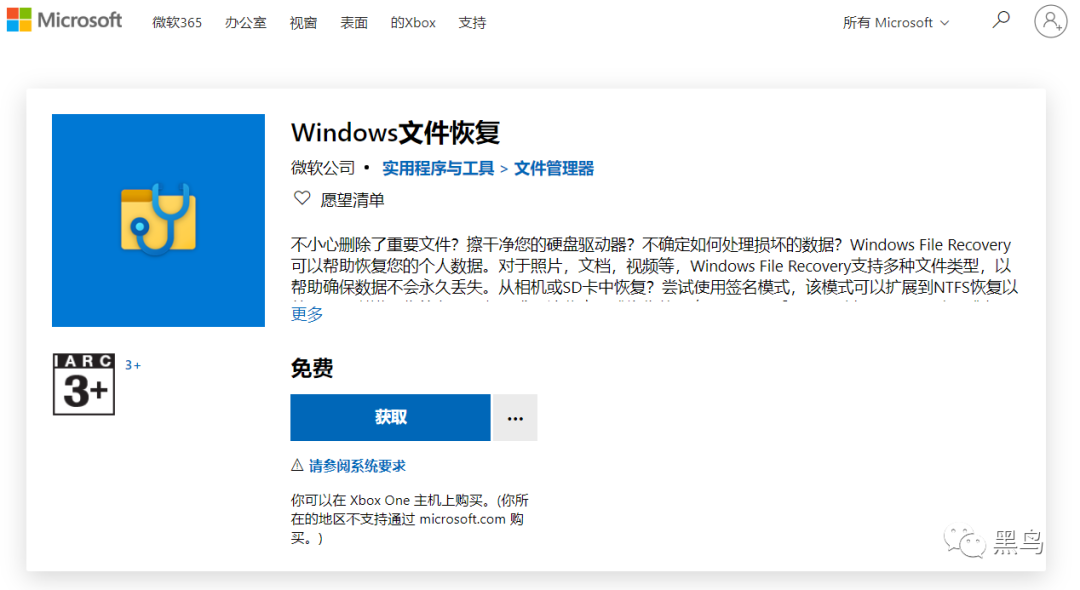 Microsoft 微软365 办公室 视窗 表面 的Xbox 支持 所有 Microsoft
Windows文件恢复
微软公司 • 实用程序与工具 > 文件管理器
愿望清单
不小心删除了重要文件？擦干净您的硬盘驱动器？不确定如何处理损坏的数据？Windows File Recovery
可以帮助恢复您的个人数据。对于照片，文档，视频等，Windows File Recovery支持多种文件类型，以
帮助确保数据不会永久丢失。从相机或SD卡中恢复？尝试使用签名模式，该模式可以扩展到NTFS恢复以
更多
IARC
3+
3+
免费
获取 ...
请参阅系统要求
你可以在 Xbox One 主机上购买。(你所
在的地区不支持通过 microsoft.com 购
买。)
黑鸟